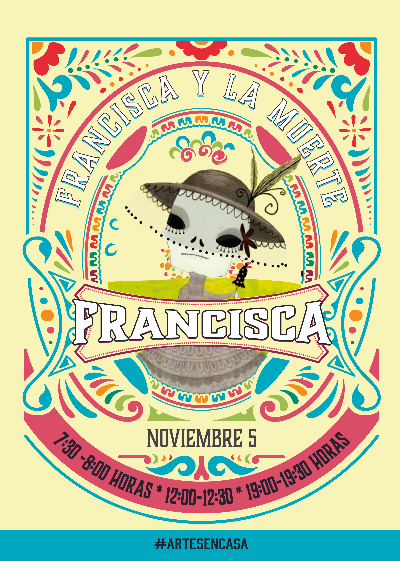 FRANCISCA Y LA MUERTE
FRANCISCA
NOVIEMBRE 5
7:30 -8:00 HORAS * 12:00-12:30 * 19:00-19:30 HORAS
#ARTESENCASA